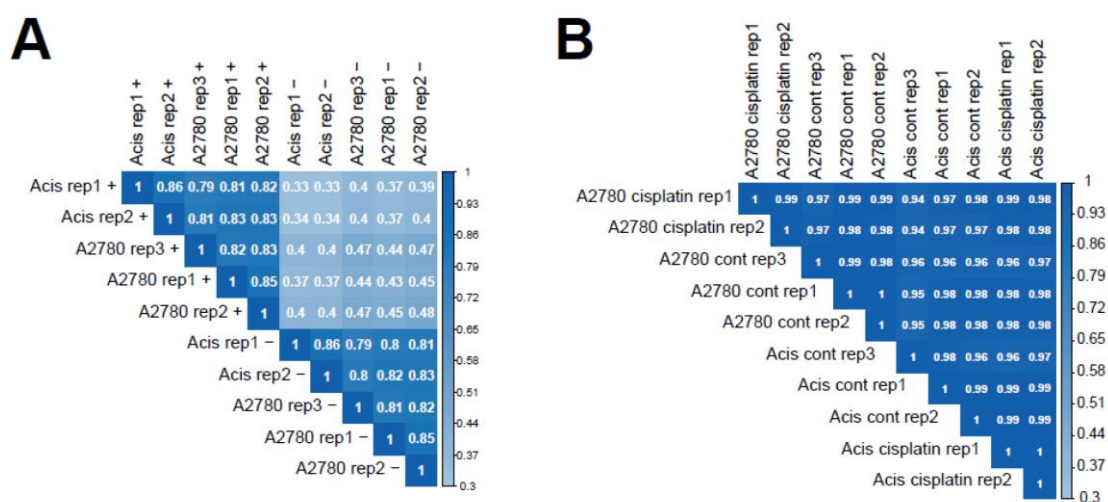 A
Acis rep1 +
Acis rep2 +
A2780 rep3 +
A2780 rep1 +
A2780 rep2 +
Acis rep1 −
Acis rep2 −
A2780 rep3 −
A2780 rep1 −
A2780 rep2 −
Acis rep1 + 1 0.86 0.79 0.81 0.82 0.33 0.33 0.4 0.37 0.39
Acis rep2 + 1 0.81 0.83 0.83 0.34 0.34 0.4 0.37 0.4
A2780 rep3 + 1 0.82 0.83 0.4 0.4 0.47 0.44 0.47
A2780 rep1 + 1 0.85 0.37 0.37 0.44 0.43 0.45
A2780 rep2 + 1 0.4 0.4 0.47 0.45 0.48
Acis rep1 − 1 0.86 0.79 0.8 0.81
Acis rep2 − 1 0.8 0.82 0.83
A2780 rep3 − 1 0.81 0.82
A2780 rep1 − 1 0.85
A2780 rep2 − 1
1
0.93
0.86
0.79
0.72
0.65
0.58
0.51
0.44
0.37
0.3
B
A2780 cisplatin rep1
A2780 cisplatin rep2
A2780 cont rep3
A2780 cont rep1
A2780 cont rep2
Acis cont rep3
Acis cont rep1
Acis cont rep2
Acis cisplatin rep1
Acis cisplatin rep2
A2780 cisplatin rep1 1 0.99 0.97 0.99 0.99 0.94 0.97 0.98 0.99 0.98
A2780 cisplatin rep2 1 0.97 0.98 0.98 0.94 0.97 0.97 0.98 0.98
A2780 cont rep3 1 0.99 0.98 0.96 0.96 0.96 0.96 0.97
A2780 cont rep1 1 1 0.95 0.98 0.98 0.98 0.98
A2780 cont rep2 1 0.95 0.98 0.98 0.98 0.98
Acis cont rep3 1 0.98 0.96 0.96 0.97
Acis cont rep1 1 0.99 0.99 0.99
Acis cont rep2 1 0.99 0.99
Acis cisplatin rep1 1 1
Acis cisplatin rep2 1
1
0.93
0.86
0.79
0.72
0.65
0.58
0.51
0.44
0.37
0.3